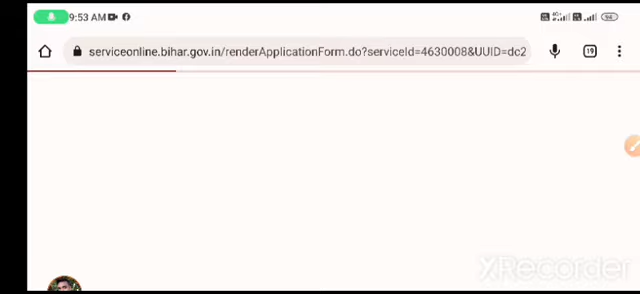 9:53 AM
serviceonline.bihar.gov.in/renderApplicationForm.do?serviceId=4630008&UUID=dc2
19
XRecorder